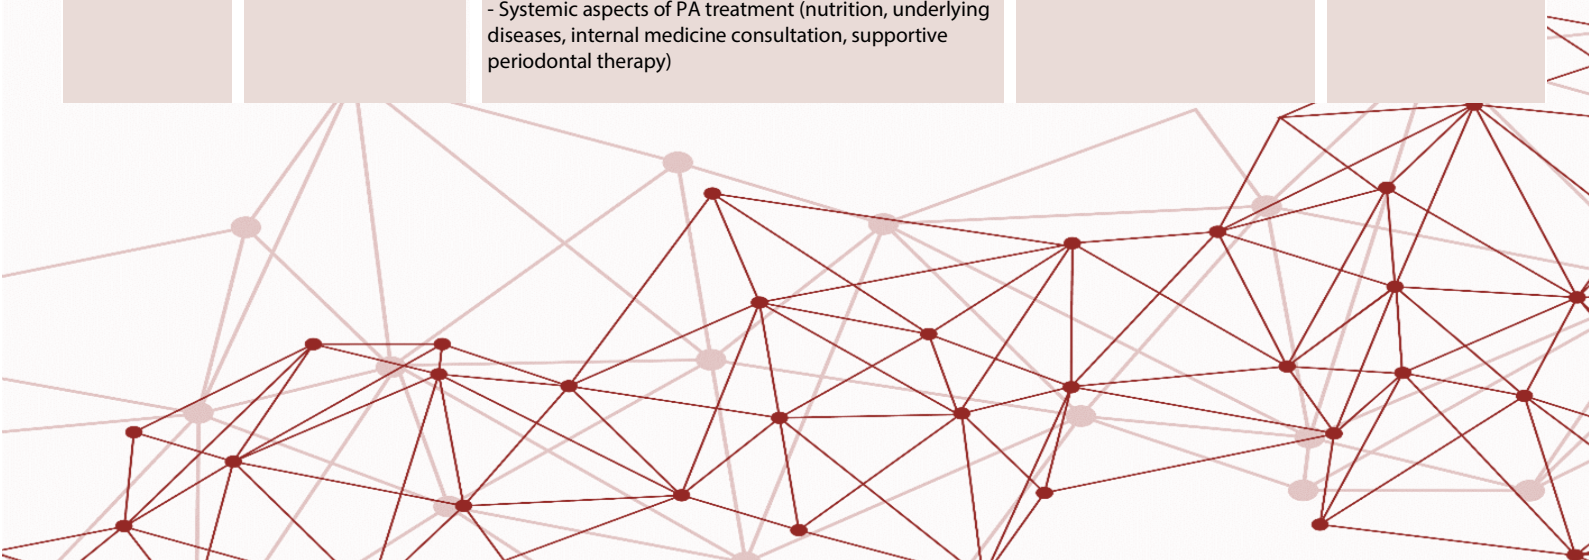 - Systemic aspects of PA treatment (nutrition, underlying
diseases, internal medicine consultation, supportive
periodontal therapy)